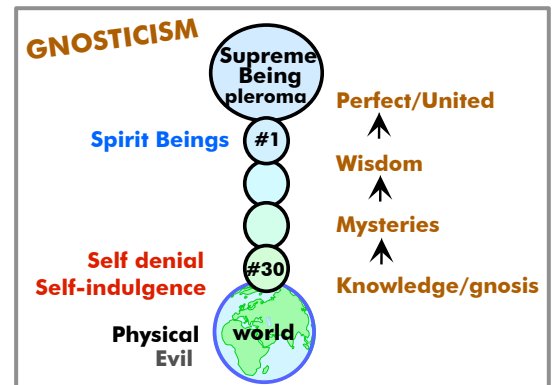 GNOSTICISM
Supreme
Being
pleroma
Perfect/United
Spirit Beings
#1
Wisdom
Mysteries
Self denial
Self-indulgence
#30
Knowledge/gnosis
Physical
Evil
world